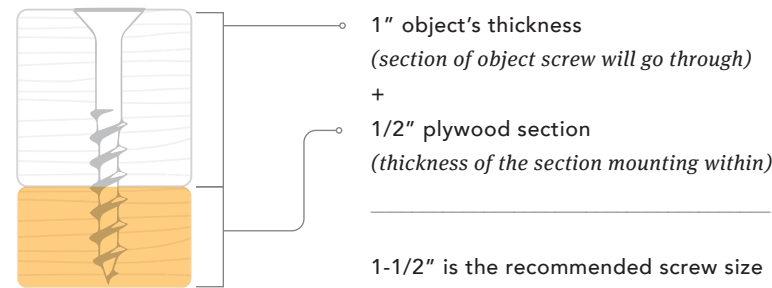 1” object’s thickness
(section of object screw will go through)
+
1/2” plywood section
(thickness of the section mounting within)
1-1/2” is the recommended screw size